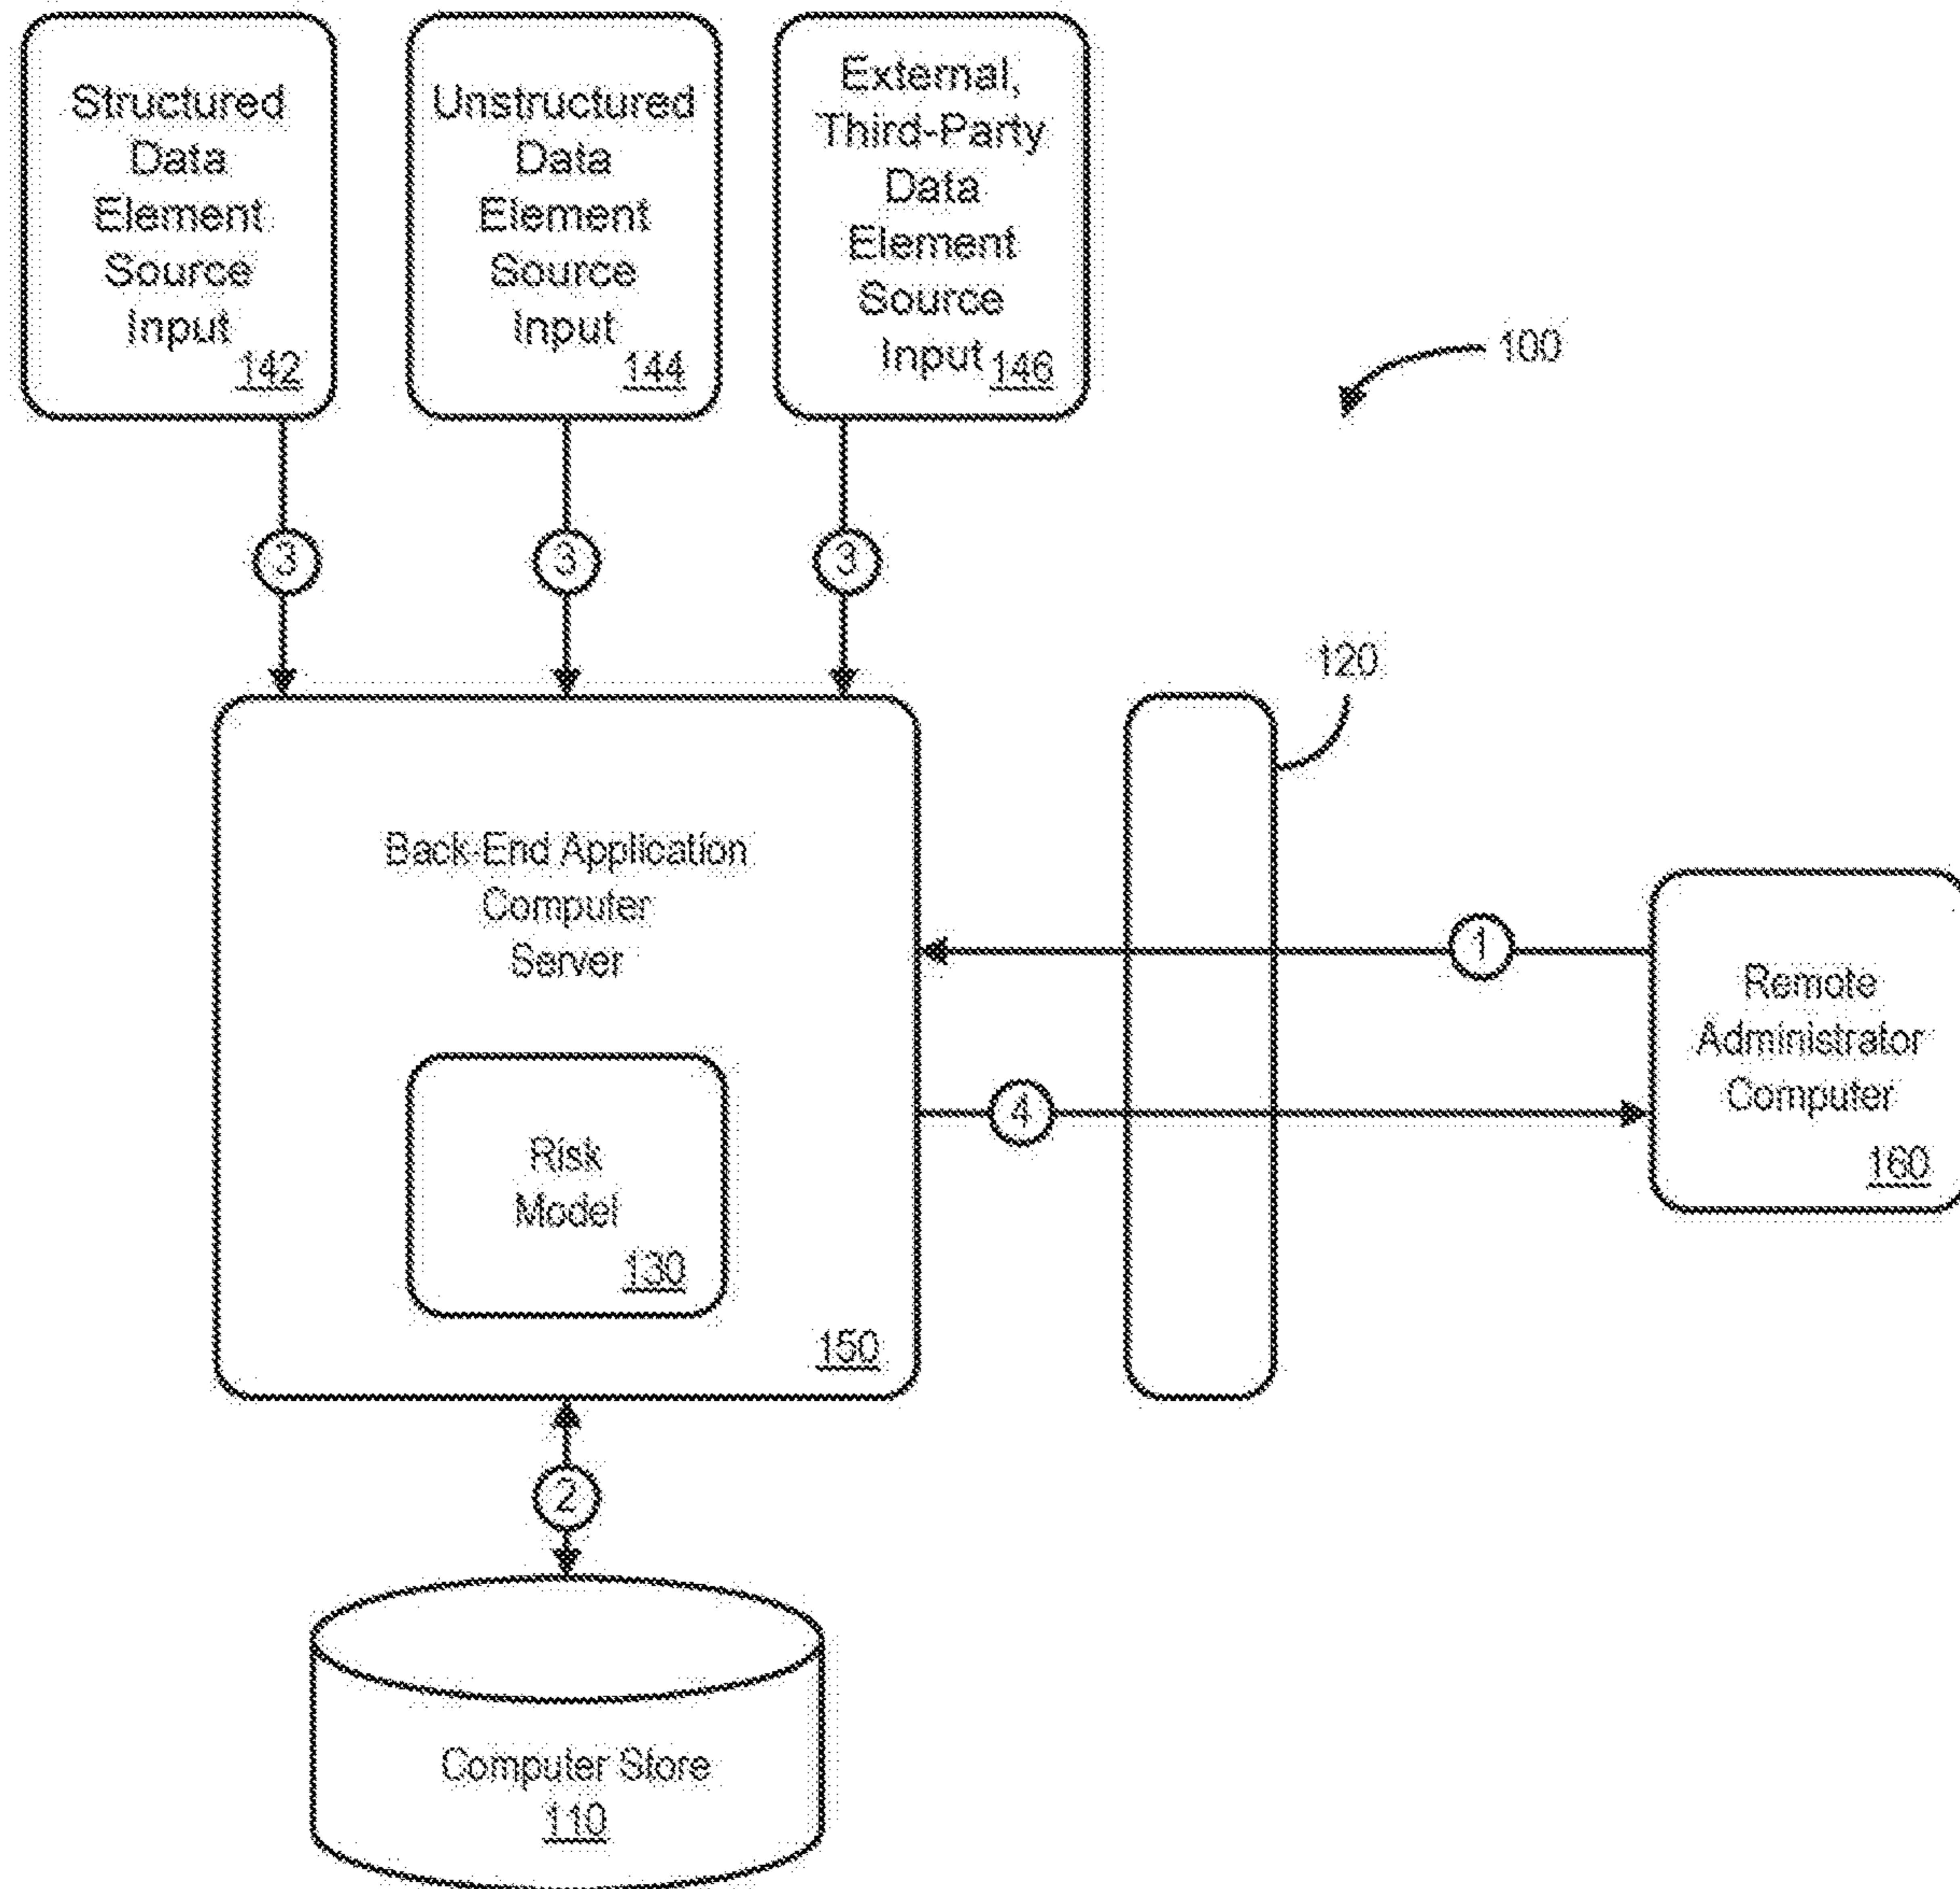 Structured
Data
Element
Source
Input
142
Unstructured
Data
Element
Source
Input
144
External,
Third-Party
Data
Element
Source
Input 146
100
3
3
3
120
Back-End Application
Computer
Server
1
Remote
Administrator
Computer
160
4
Risk
Model
130
150
2
Computer Store
110